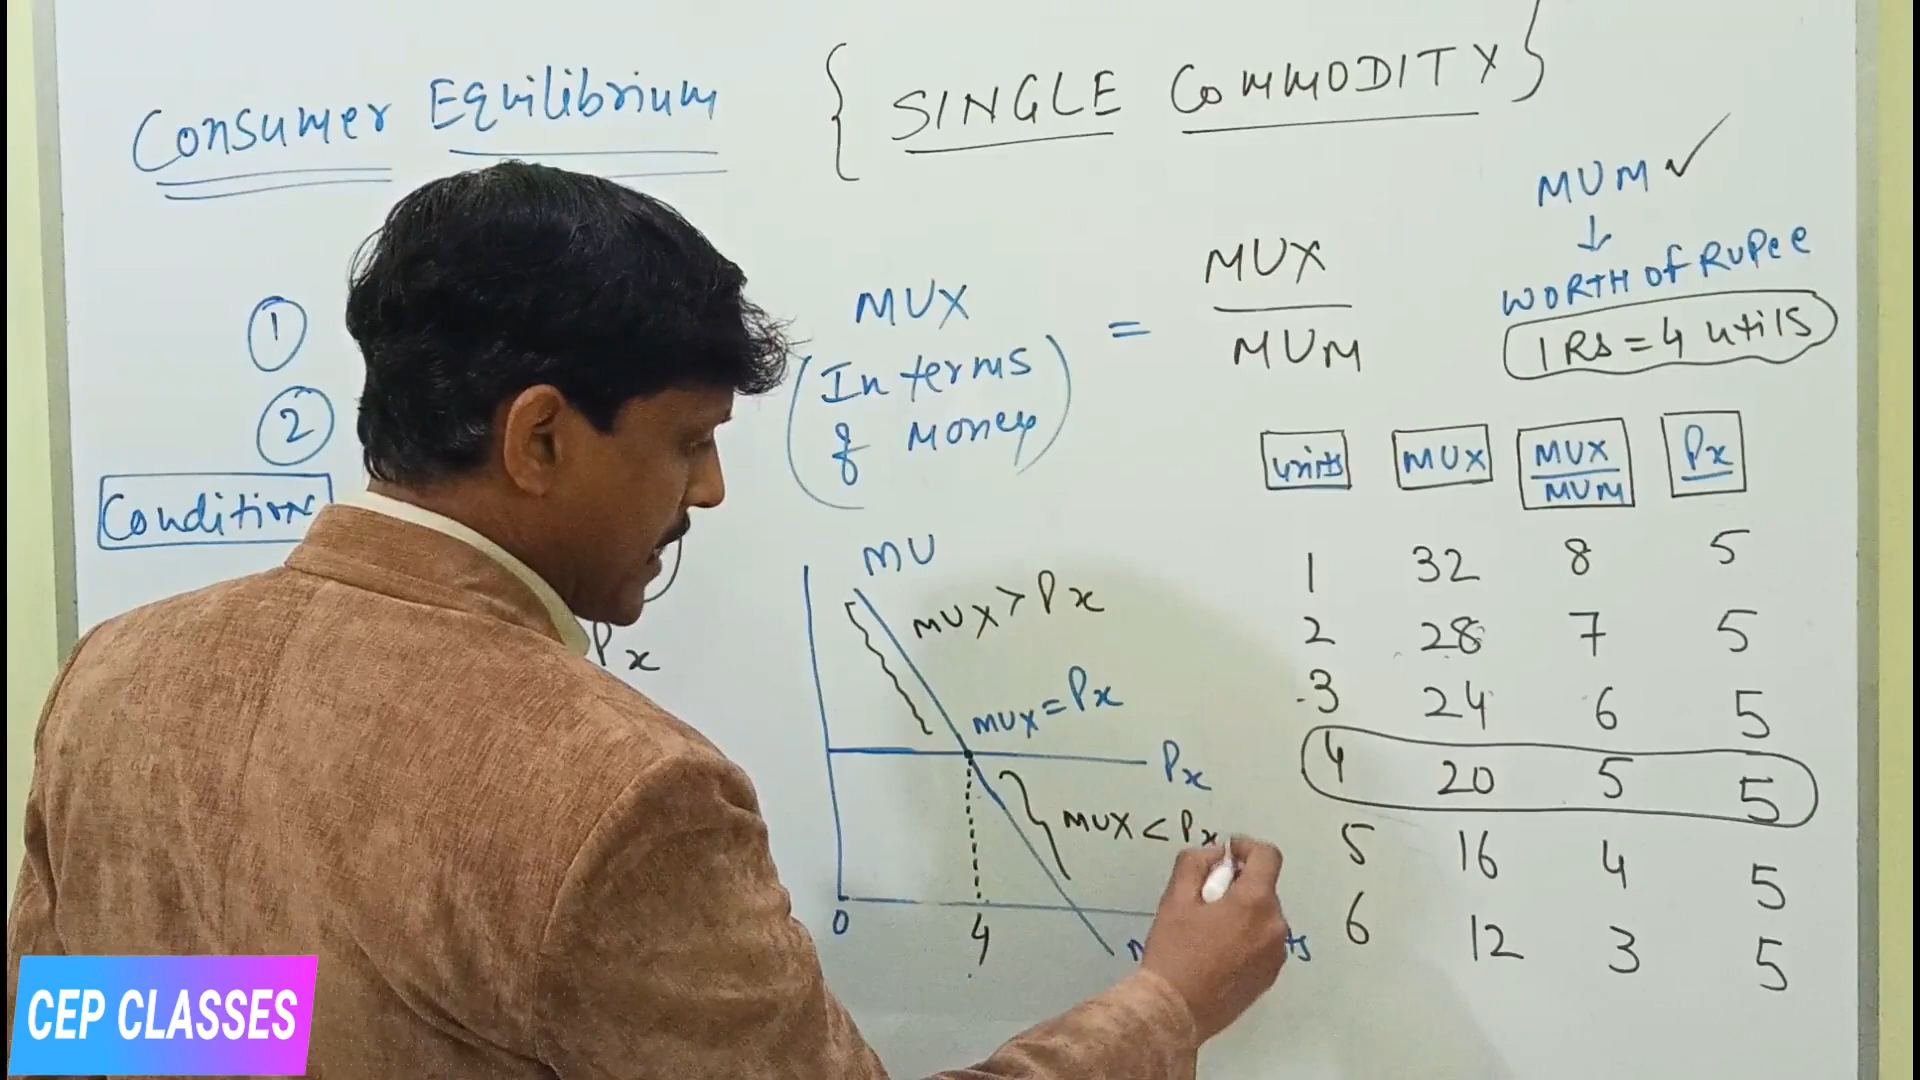 Consumer Equilibrium { SINGLE COMMODITY }
MUM ✓
↓
WORTH of RUPee
1 RS = 4 utils
MUX
(In terms
of Money)
=
MUX
MUM
1
2
Condition
Px
units MUX MUX/MUM Px
1 32 8 5
2 28 7 5
3 24 6 5
4 20 5 5
5 16 4 5
6 12 3 5
MU
MUX > Px
MUX = Px
Px
MUX < Px
0
4
CEP CLASSES